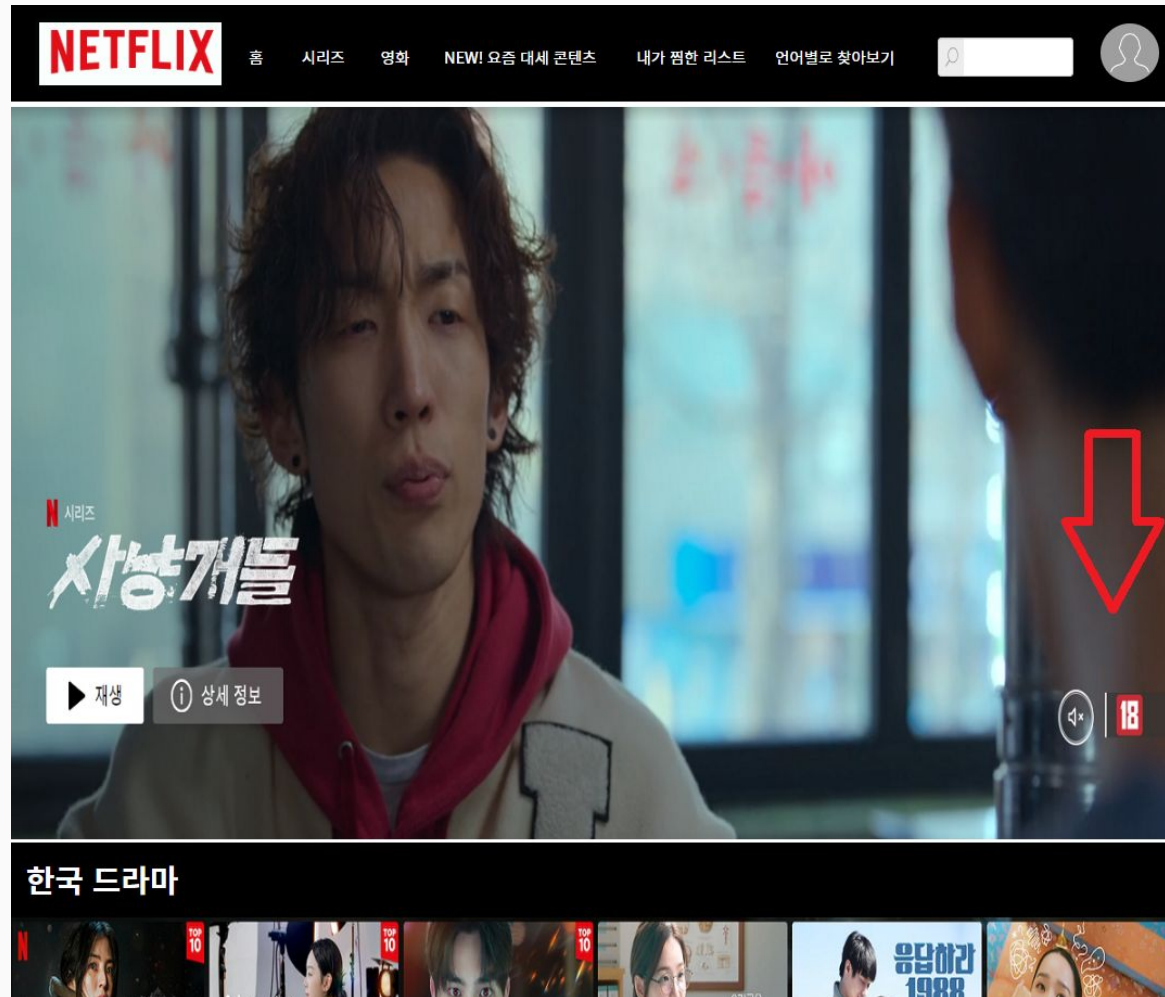 NETFLIX
홈 시리즈 영화 NEW! 요즘 대세 콘텐츠 내가 찜한 리스트 언어별로 찾아보기
N 시리즈
사냥개들
재생 상세 정보
18
한국 드라마
N
TOP 10
TOP 10
TOP 10
응답하라
1988